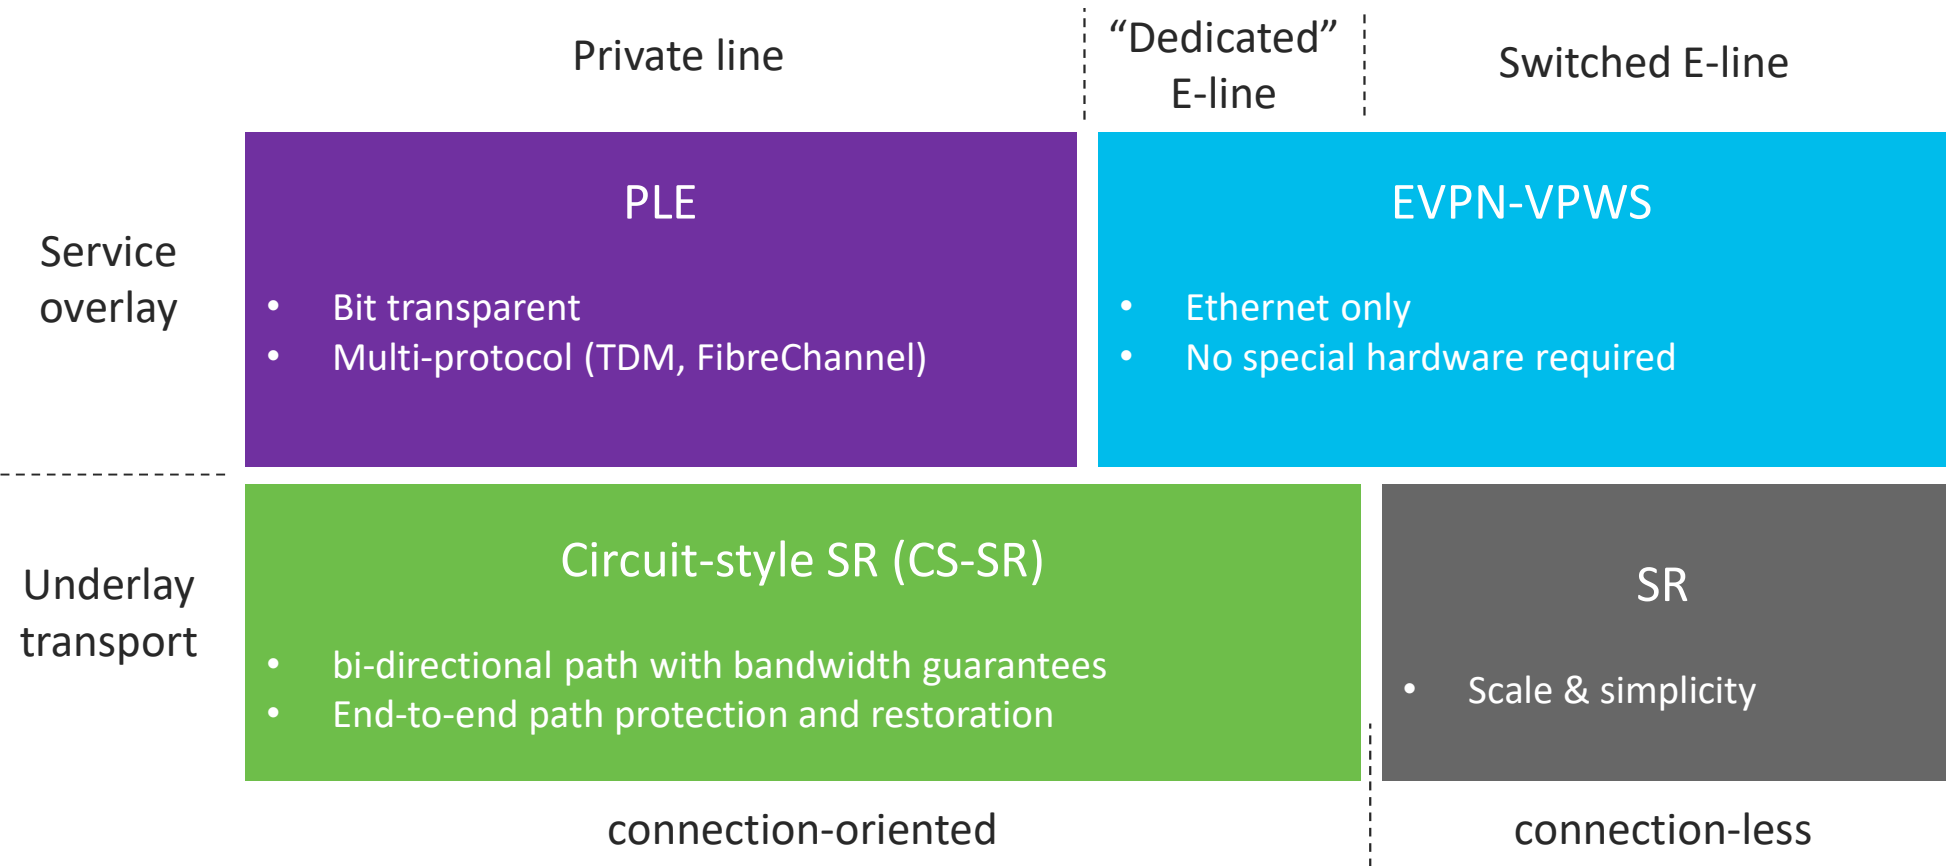 Private line
“Dedicated”
E-line
Switched E-line
Service
overlay
PLE
• Bit transparent
• Multi-protocol (TDM, FibreChannel)
EVPN-VPWS
• Ethernet only
• No special hardware required
Underlay
transport
Circuit-style SR (CS-SR)
• bi-directional path with bandwidth guarantees
• End-to-end path protection and restoration
SR
• Scale & simplicity
connection-oriented
connection-less